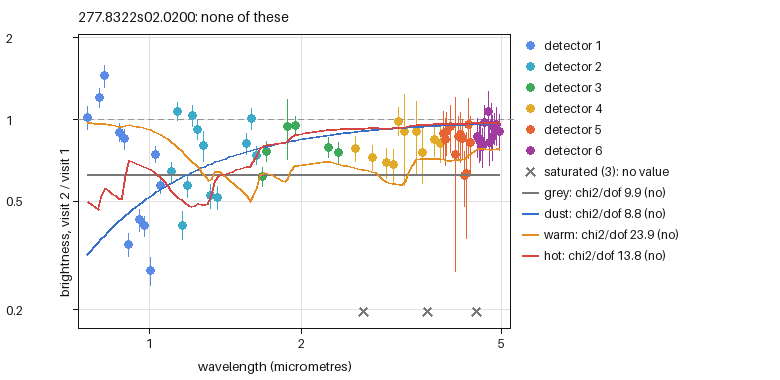 277.8322s02.0200: none of these
2
1
0.5
0.2
brightness, visit 2 / visit 1
1
2
5
wavelength (micrometres)
detector 1
detector 2
detector 3
detector 4
detector 5
detector 6
saturated (3): no value
grey: chi2/dof 9.9 (no)
dust: chi2/dof 8.8 (no)
warm: chi2/dof 23.9 (no)
hot: chi2/dof 13.8 (no)